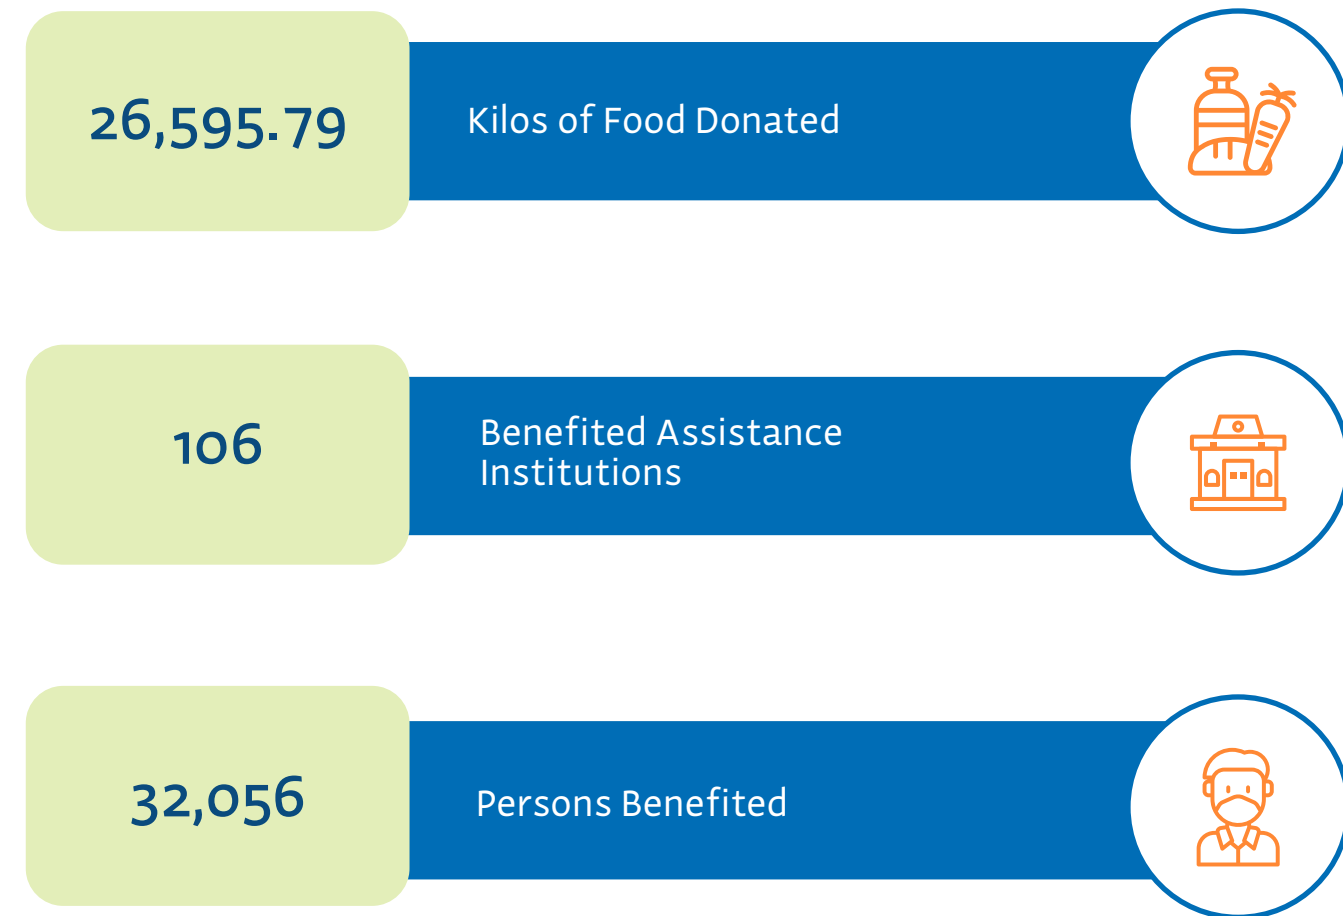 26,595.79
Kilos of Food Donated
106
Benefited Assistance
Institutions
32,056
Persons Benefited